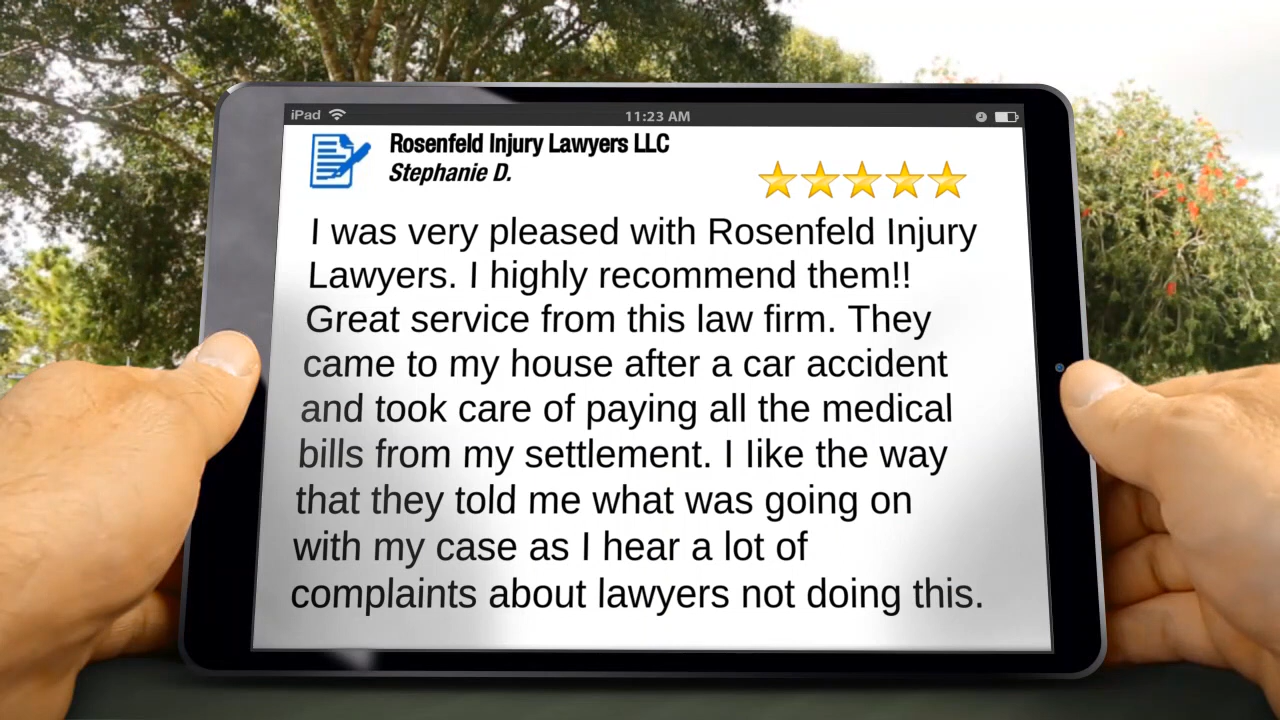 iPad 11:23 AM
Rosenfeld Injury Lawyers LLC
Stephanie D.
I was very pleased with Rosenfeld Injury
Lawyers. I highly recommend them!!
Great service from this law firm. They
came to my house after a car accident
and took care of paying all the medical
bills from my settlement. I like the way
that they told me what was going on
with my case as I hear a lot of
complaints about lawyers not doing this.